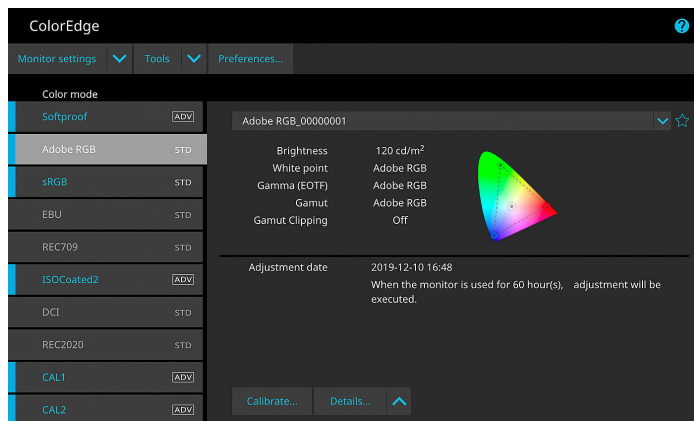 ColorEdge
?
Monitor settings Tools Preferences...
Color mode
Softproof ADV
Adobe RGB STD
sRGB STD
EBU STD
REC709 STD
ISOCoated2 ADV
DCI STD
REC2020 STD
CAL1 ADV
CAL2 ADV
Adobe RGB_00000001
Brightness 120 cd/m²
White point Adobe RGB
Gamma (EOTF) Adobe RGB
Gamut Adobe RGB
Gamut Clipping Off
Adjustment date 2019-12-10 16:48
When the monitor is used for 60 hour(s), adjustment will be
executed.
Calibrate... Details...